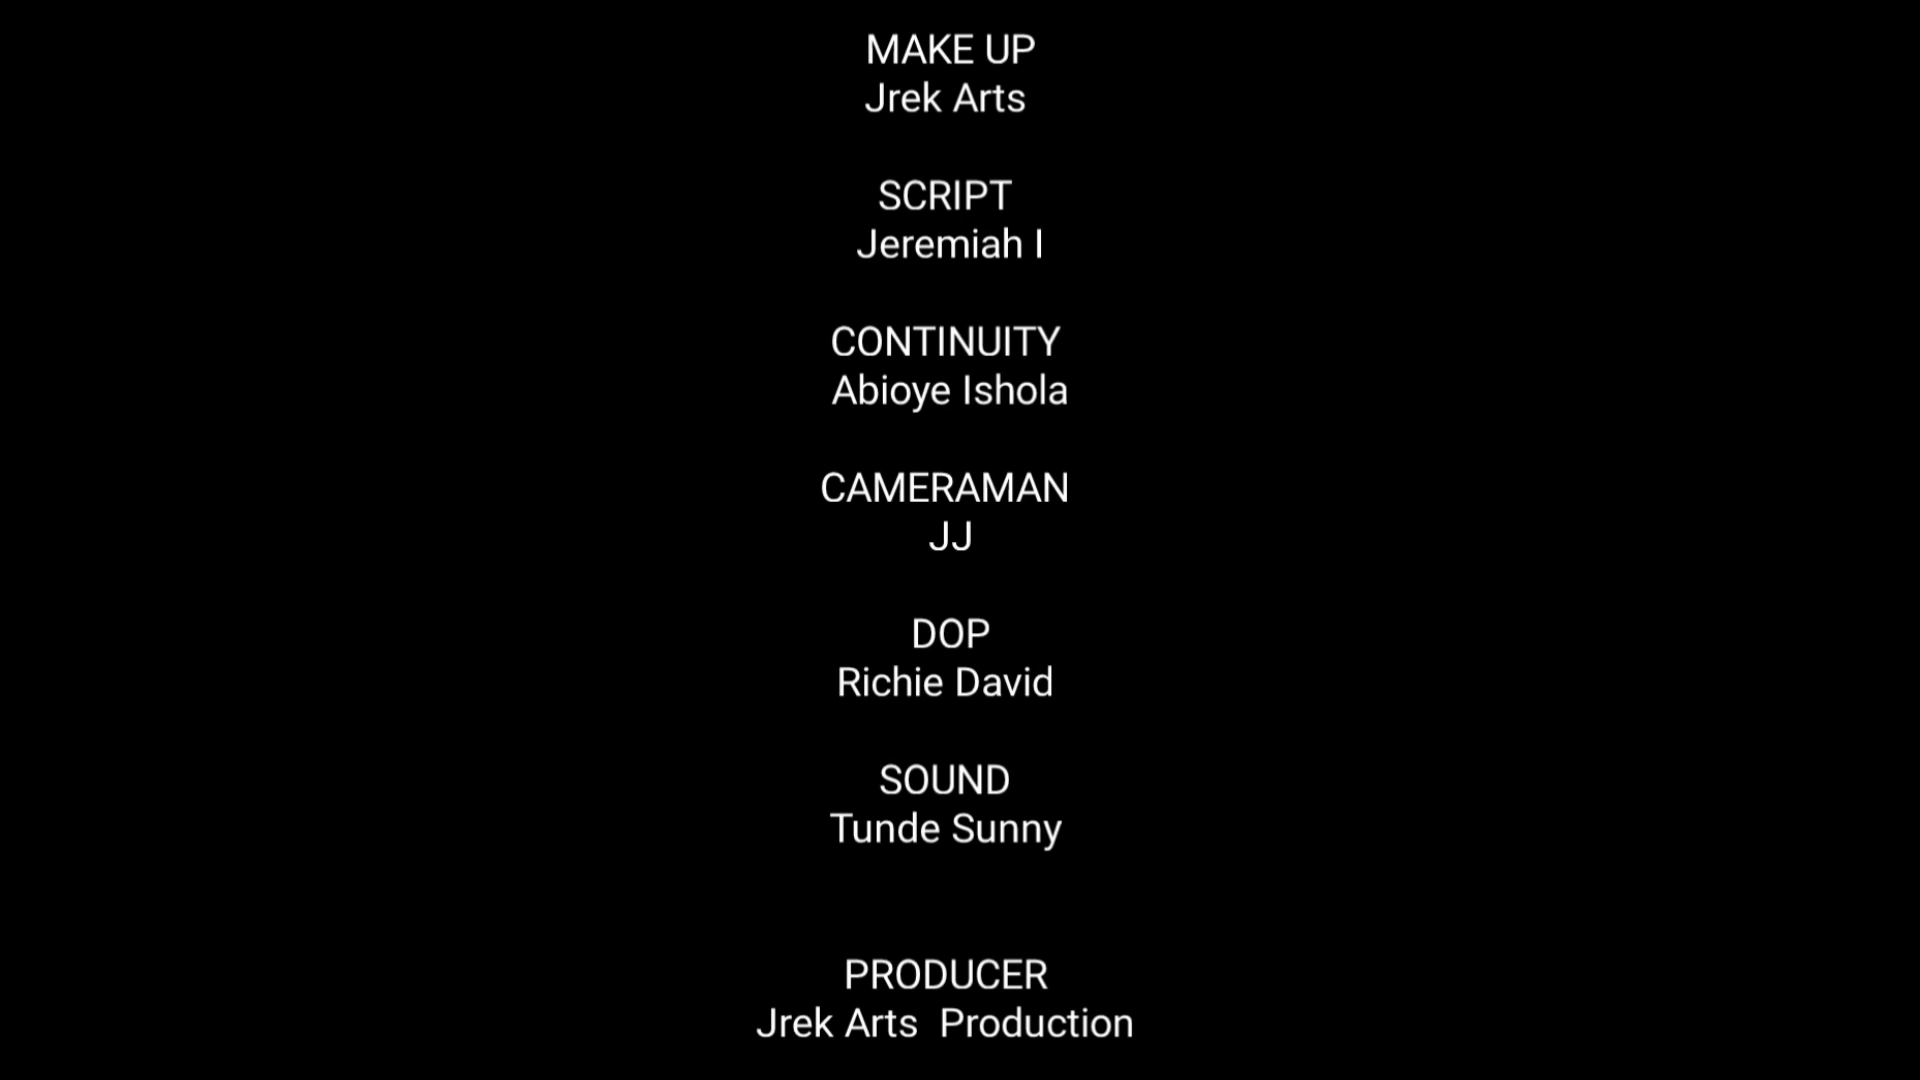 MAKE UP
Jrek Arts
SCRIPT
Jeremiah I
CONTINUITY
Abioye Ishola
CAMERAMAN
JJ
DOP
Richie David
SOUND
Tunde Sunny
PRODUCER
Jrek Arts  Production